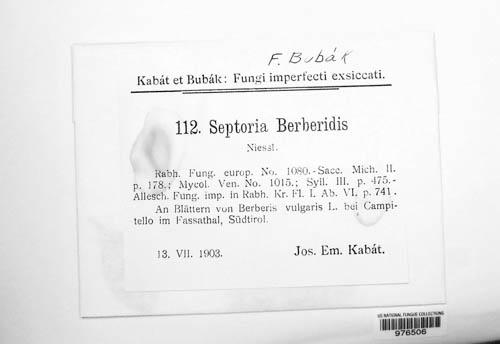 F. Bubák
Kabát et Bubák: Fungi imperfecti exsiccati.
112. Septoria Berberidis
Niessl.
Rabh. Fung. europ. No. 1080.-Sacc. Mich. II.
p. 178.; Mycol. Ven. No. 1015.; Syll. III. p. 475.-
Allesch. Fung. imp. in Rabh. Kr. Fl. I. Ab. VI. p. 741.
An Blättern von Berberis vulgaris L. bei Campi-
tello im Fassathal, Südtirol.
13. VII. 1903.
Jos. Em. Kabát.
US NATIONAL FUNGUS COLLECTIONS
976506